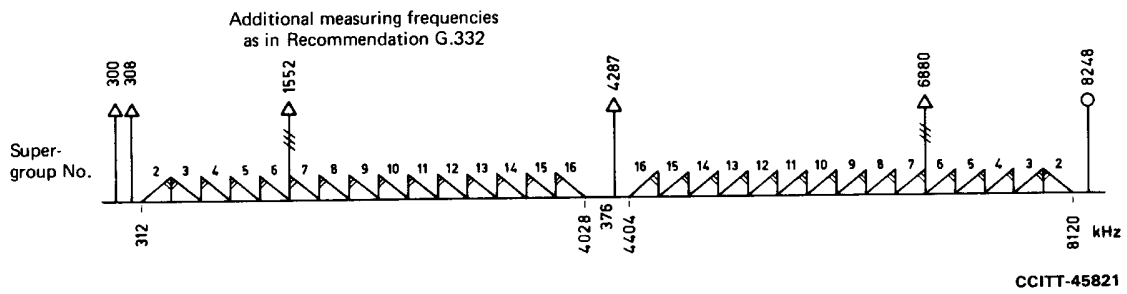 Additional measuring frequencies
as in Recommendation G.332
300
308
1552
4287
6880
8248
Super-
group No.
2 3 4 5 6 7 8 9 10 11 12 13 14 15 16
16 15 14 13 12 11 10 9 8 7 6 5 4 3 2
312
4028
376
4404
8120
kHz
CCITT-45821